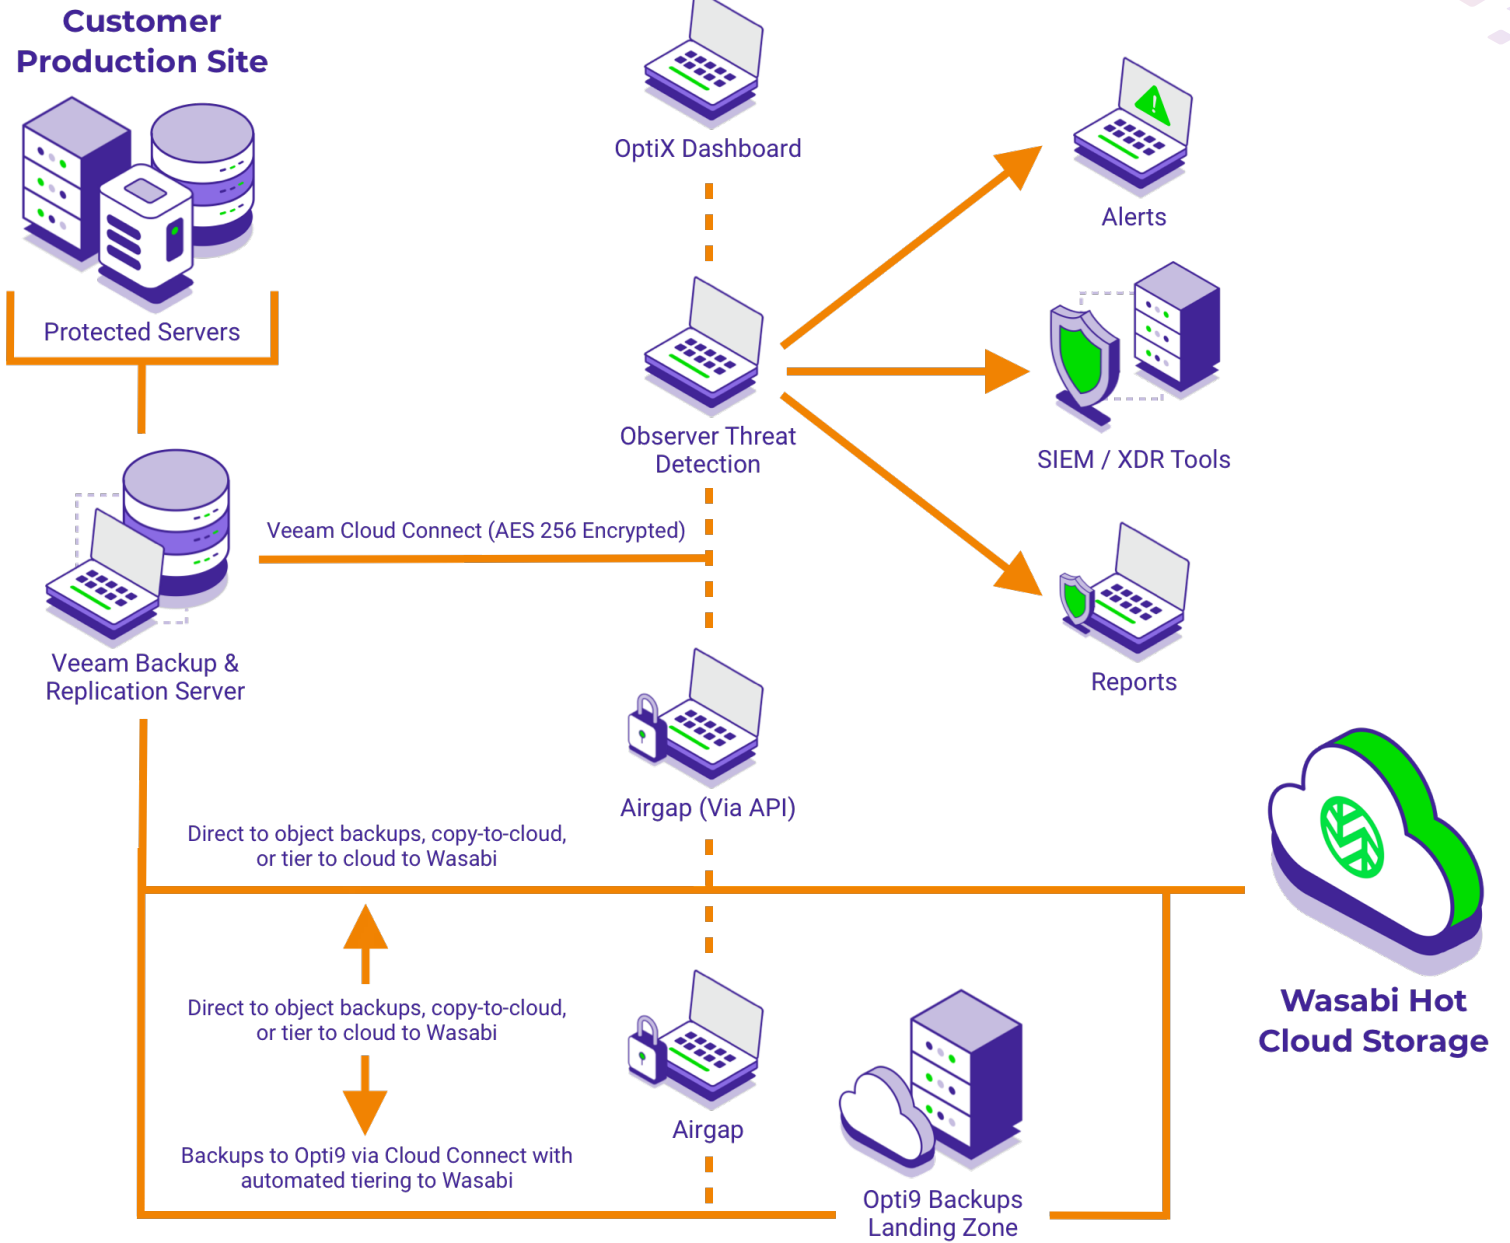 Customer
Production Site
Protected Servers
OptiX Dashboard
Alerts
Observer Threat
Detection
SIEM / XDR Tools
Veeam Cloud Connect (AES 256 Encrypted)
Veeam Backup &
Replication Server
Reports
Airgap (Via API)
Direct to object backups, copy-to-cloud,
or tier to cloud to Wasabi
Direct to object backups, copy-to-cloud,
or tier to cloud to Wasabi
Wasabi Hot
Cloud Storage
Airgap
Backups to Opti9 via Cloud Connect with
automated tiering to Wasabi
Opti9 Backups
Landing Zone